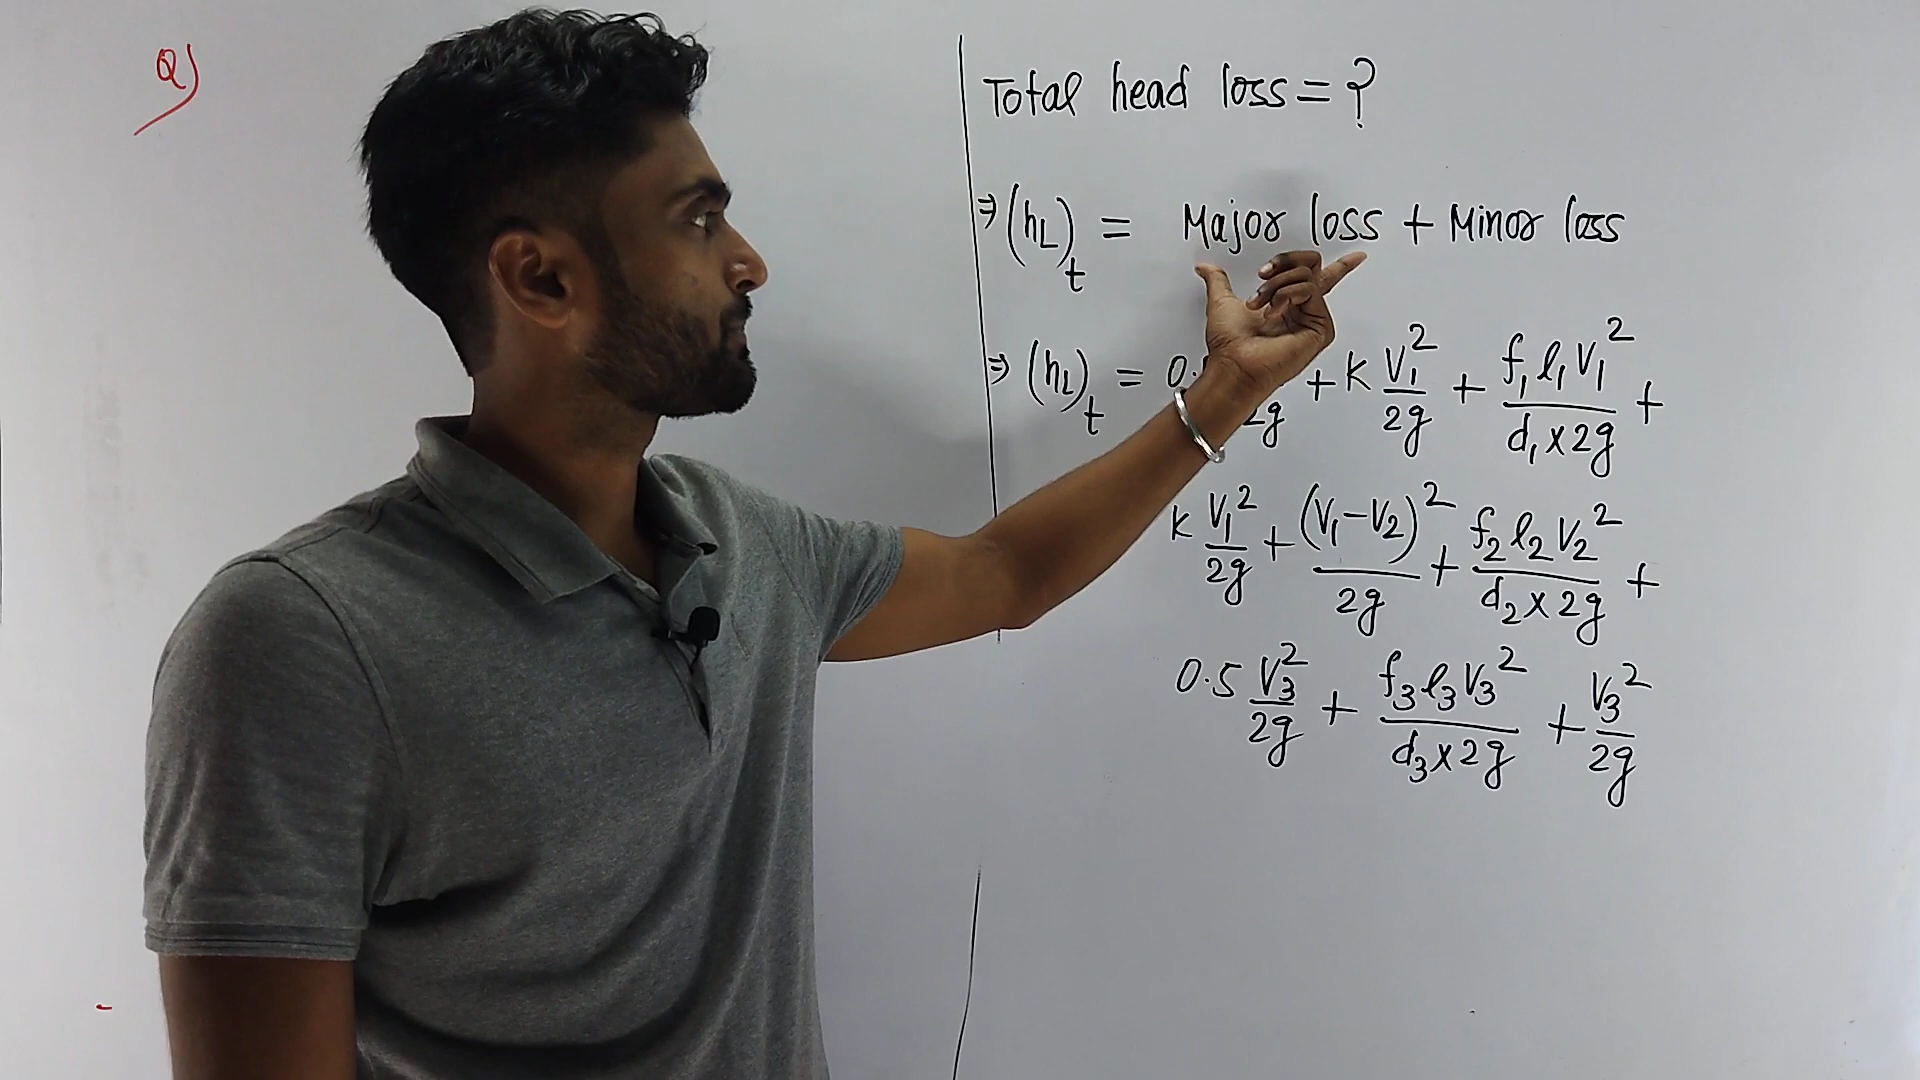 Q)
Total head loss = ?
⇒ (hL)t = Major loss + Minor loss
⇒ (hL)t = 0. 2g + K V1²/2g + f1 l1 V1²/d1 x 2g +
K V1²/2g + (V1-V2)²/2g + f2 l2 V2²/d2 x 2g +
0.5 V3²/2g + f3 l3 V3²/d3 x 2g + V3²/2g